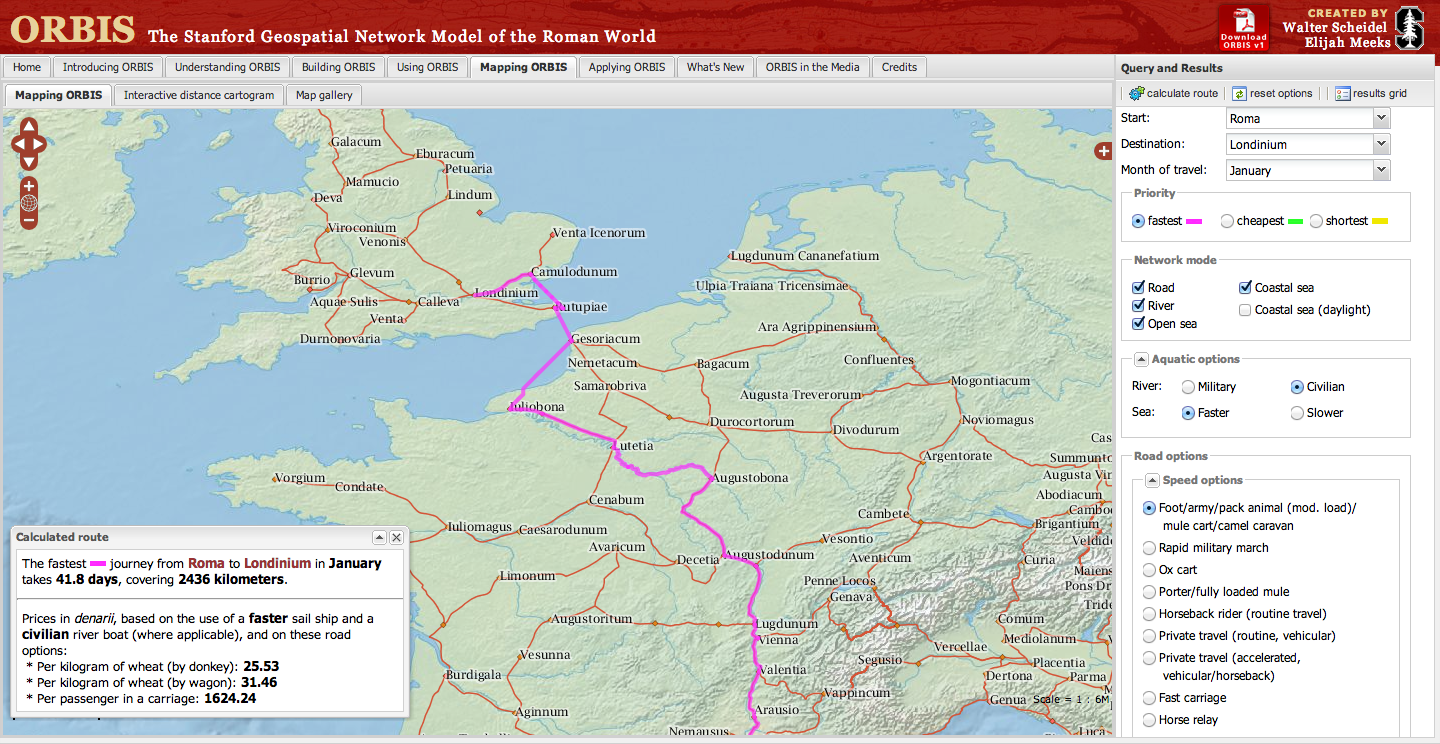 ORBIS The Stanford Geospatial Network Model of the Roman World
Download
ORBIS v1
CREATED BY
Walter Scheidel
Elijah Meeks
Home
Introducing ORBIS
Understanding ORBIS
Building ORBIS
Using ORBIS
Mapping ORBIS
Applying ORBIS
What's New
ORBIS in the Media
Credits
Mapping ORBIS
Interactive distance cartogram
Map gallery
Galacum
Eburacum
Petuaria
Mamucio
Lindum
Deva
Viroconium
Venonis
Venta Icenorum
Glevum
Burrio
Camulodunum
Londinium
Aquae Sulis
Calleva
Rutupiae
Venta
Durnonovaria
Gesoriacum
Lugdunum Cananefatium
Ulpia Traiana Tricensimae
Ara Agrippinensium
Nemetacum
Bagacum
Confluentes
Samarobriva
Mogontiacum
Augusta Treverorum
Juliobona
Durocortorum
Noviomagus
Divodurum
Lutetia
Cas
Argentorate
Summunto
Augusta Vin
Vorgium
Condate
Augustobona
Abodiacum
Cenabum
Cambete
Cambo
Brigantium
Iuliomagus
Caesarodunum
Vesontio
Veldide
Avaricum
Decetia
Augustodunum
Aventicum
Curia
Maiens
Limonum
Penne Locos
Pons Dr
Genava
Tride
Augustoritum
Lugdunum
Comum
Vienna
Mediolanum
Vercellae
Vesunna
Segusio
Placentia
Burdigala
Valentia
Dertona
Parma
Vappincum
Genua
Scale = 1 : 6M
Aginnum
Arausio
Nemausus
Luca
Calculated route
The fastest journey from Roma to Londinium in January
takes 41.8 days, covering 2436 kilometers.
Prices in denarii, based on the use of a faster sail ship and a
civilian river boat (where applicable), and on these road
options:
* Per kilogram of wheat (by donkey): 25.53
* Per kilogram of wheat (by wagon): 31.46
* Per passenger in a carriage: 1624.24
Query and Results
calculate route
reset options
results grid
Start: Roma
Destination: Londinium
Month of travel: January
Priority
fastest
cheapest
shortest
Network mode
Road
Coastal sea
River
Coastal sea (daylight)
Open sea
Aquatic options
River: Military Civilian
Sea: Faster Slower
Road options
Speed options
Foot/army/pack animal (mod. load)/
mule cart/camel caravan
Rapid military march
Ox cart
Porter/fully loaded mule
Horseback rider (routine travel)
Private travel (routine, vehicular)
Private travel (accelerated,
vehicular/horseback)
Fast carriage
Horse relay